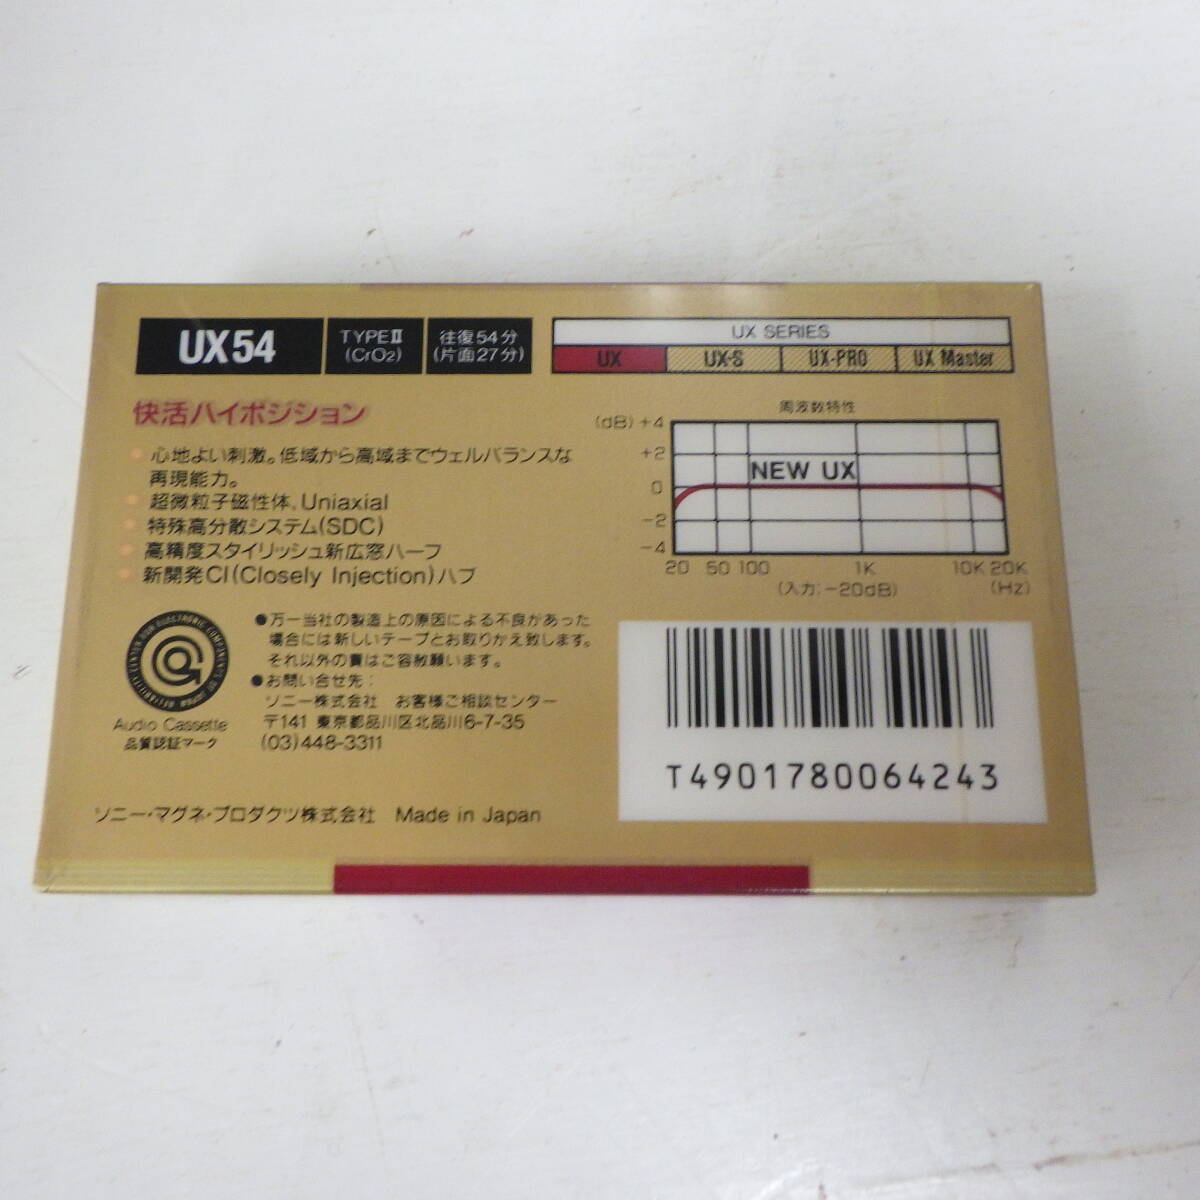 UX54
TYPEⅡ
(CrO2)
往復54分
(片面27分)
UX SERIES
UX
UX-S
UX-PRO
UX Master
快活ハイポジション
心地よい刺激。低域から高域までウェルバランスな
再現能力。
超微粒子磁性体、Uniaxial
特殊高分散システム(SDC)
高精度スタイリッシュ新広窓ハーフ
新開発CI(Closely Injection)ハブ
周波数特性
(dB) +4
+2
0
-2
-4
NEW UX
20 50 100 1K 10K 20K
(入力:-20dB) (Hz)
RELIABILITY CENTER FOR ELECTRONIC COMPONENTS OF JAPAN
Audio Cassette
品質認証マーク
●万一当社の製造上の原因による不良があった
場合には新しいテープとお取りかえ致します。
それ以外の責はご容赦願います。
●お問い合せ先:
ソニー株式会社 お客様ご相談センター
〒141 東京都品川区北品川6-7-35
(03)448-3311
T4901780064243
ソニー・マグネ・プロダクツ株式会社 Made in Japan